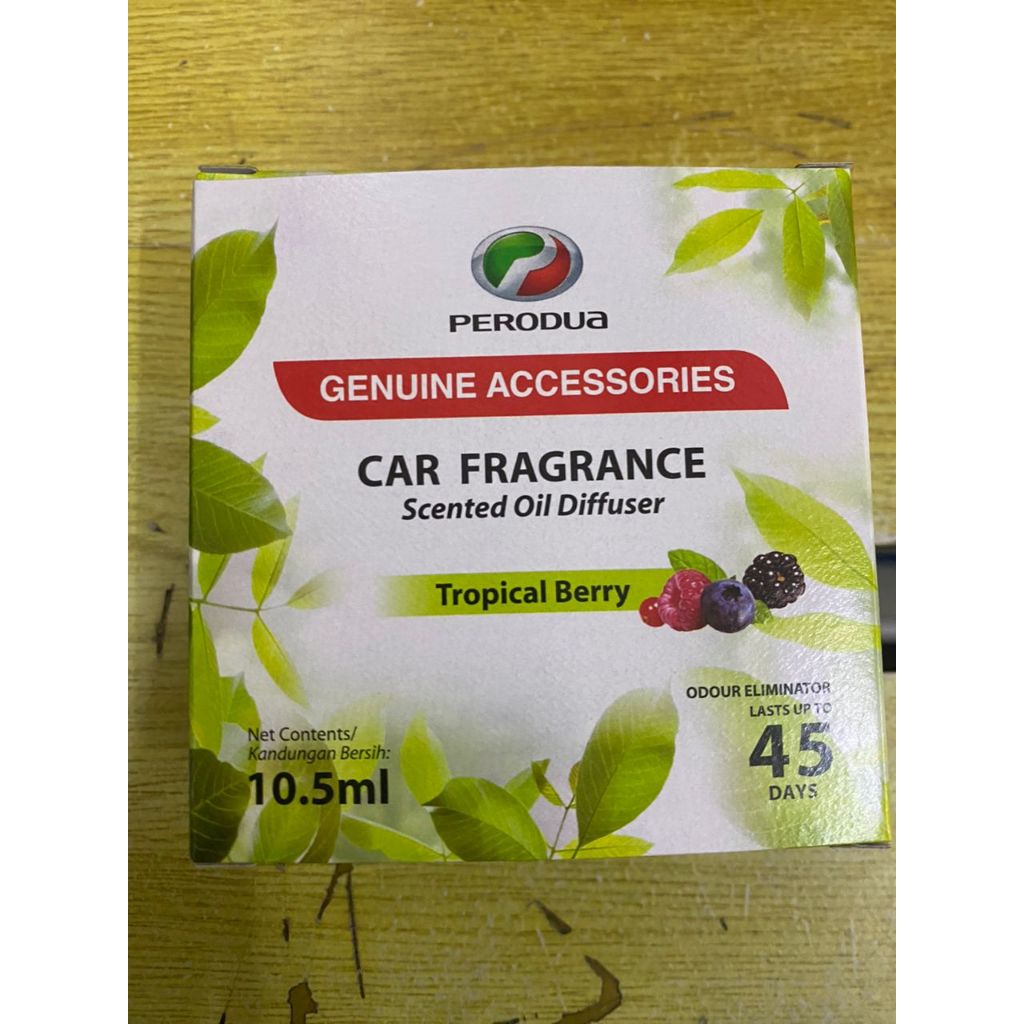 PERODUA
GENUINE ACCESSORIES
CAR FRAGRANCE
Scented Oil Diffuser
Tropical Berry
ODOUR ELIMINATOR
LASTS UP TO
45
DAYS
Net Contents/
Kandungan Bersih:
10.5ml